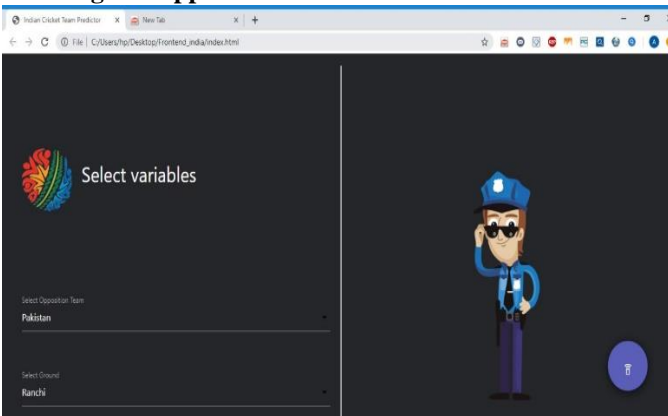 Indian Cricket Team Predictor
New Tab
File | C:/Users/hp/Desktop/Frontend_india/index.html
Select variables
Select Opposition Team
Pakistan
Select Ground
Ranchi